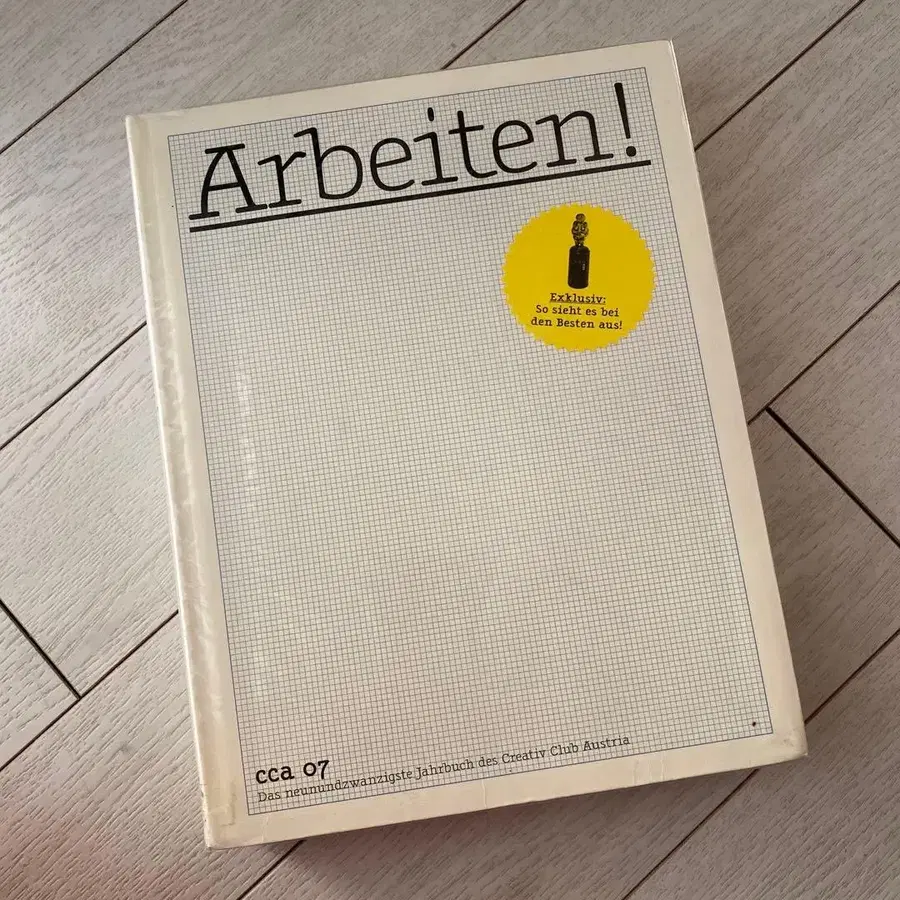 Arbeiten!
Exklusiv:
So sieht es bei
den Besten aus!
cca 07
Das neunundzwanzigste Jahrbuch des Creativ Club Austria